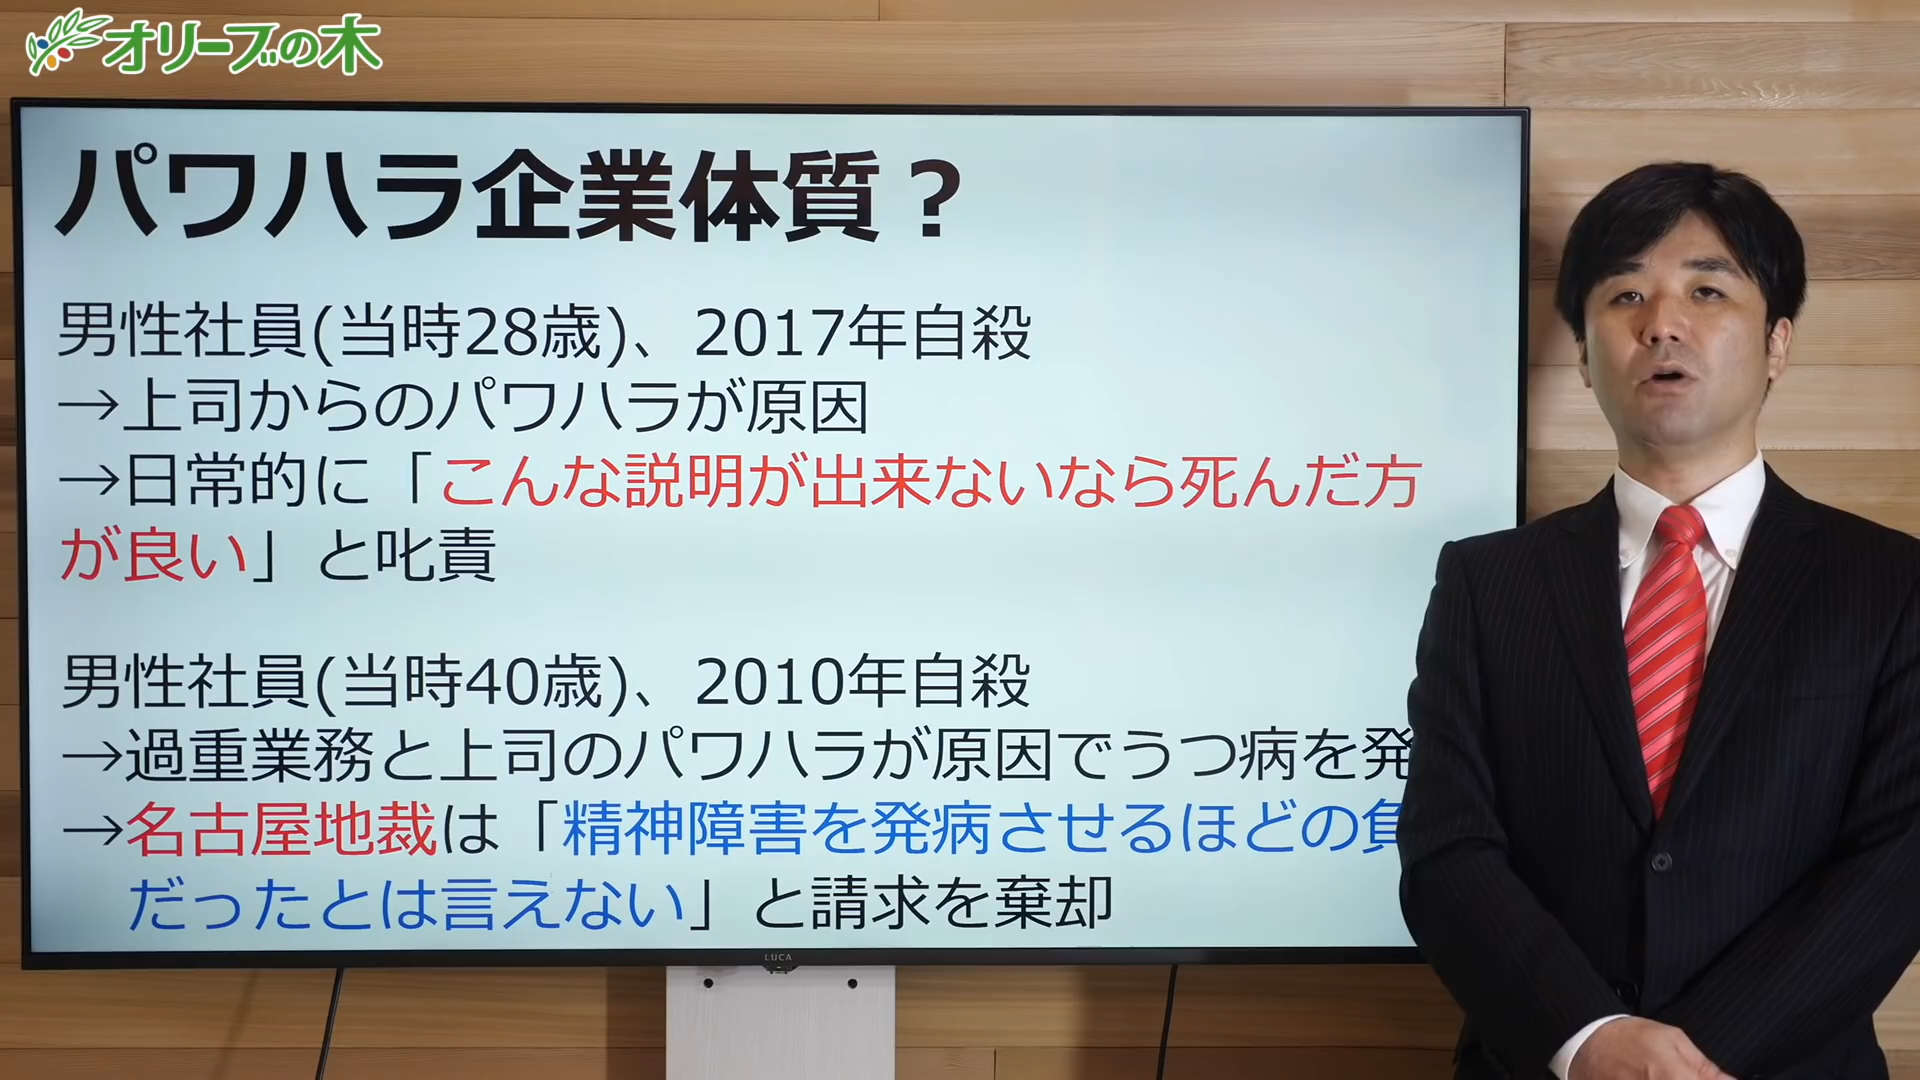 オリーブの木
パワハラ企業体質？
男性社員(当時28歳)、2017年自殺
→上司からのパワハラが原因
→日常的に「こんな説明が出来ないなら死んだ方
が良い」と叱責
男性社員(当時40歳)、2010年自殺
→過重業務と上司のパワハラが原因でうつ病を発
→名古屋地裁は「精神障害を発病させるほどの負
だったとは言えない」と請求を棄却
LUCA